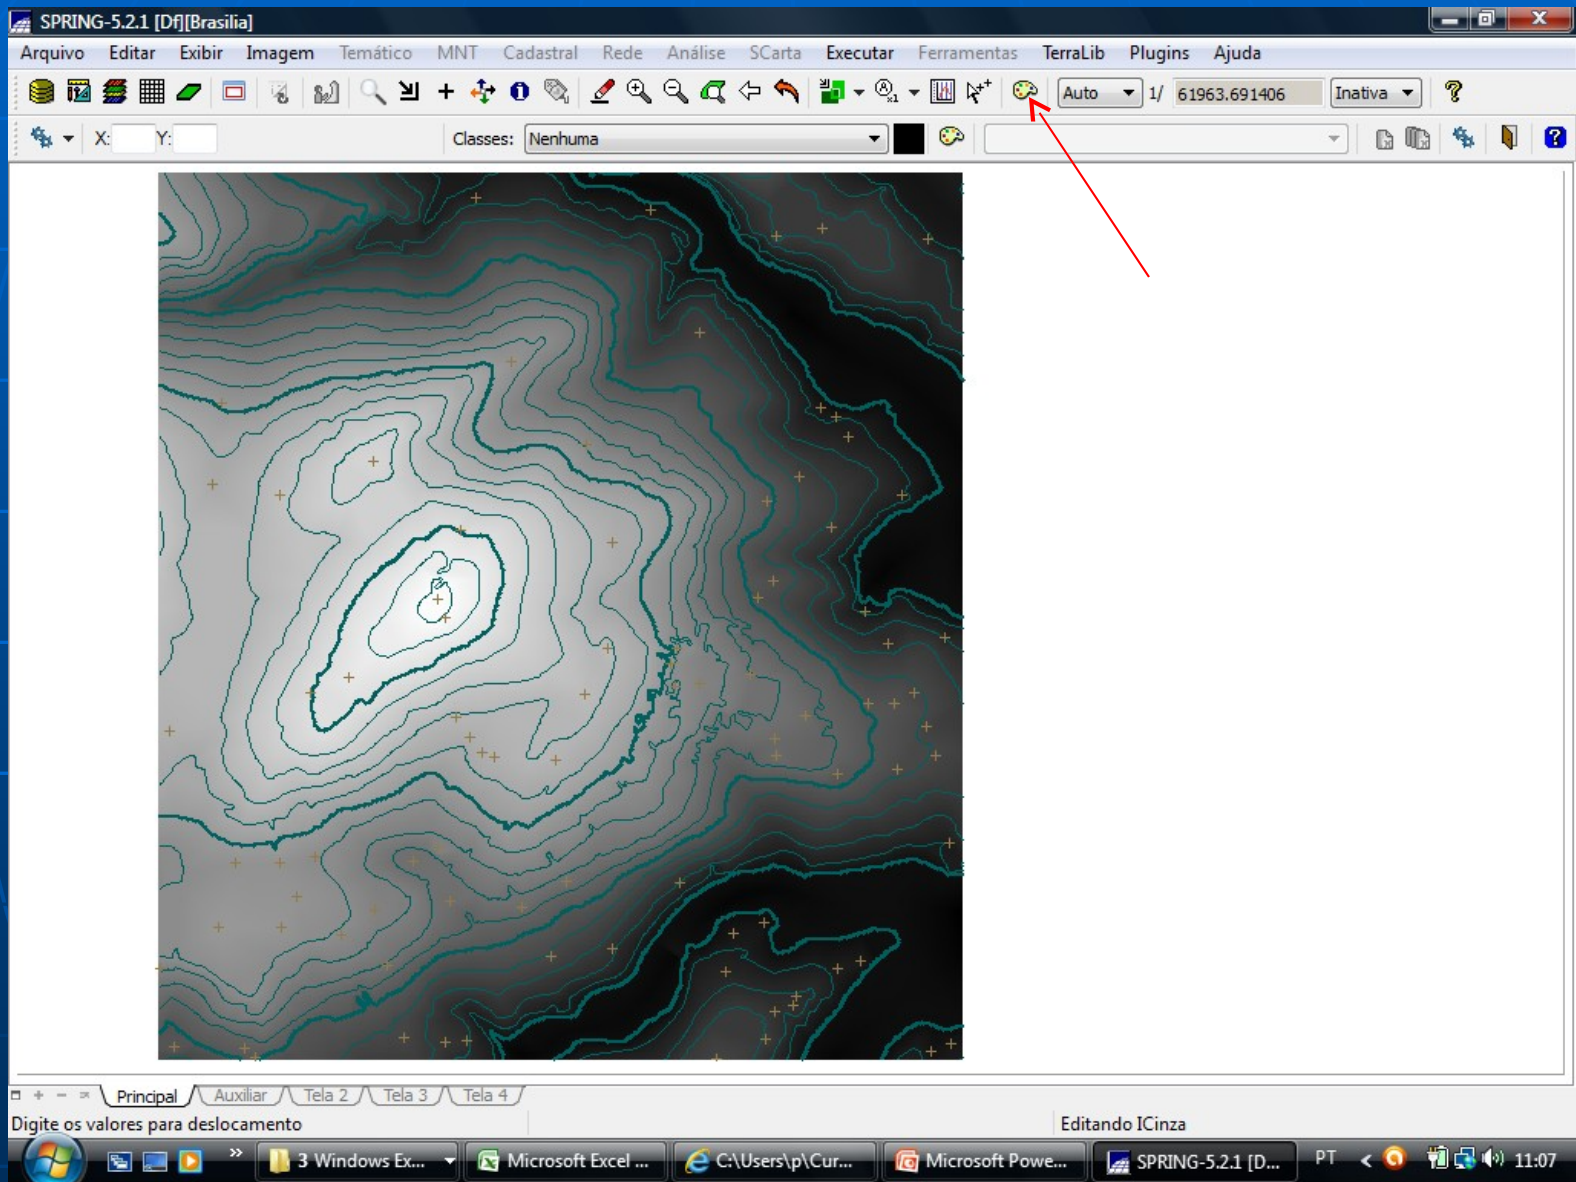 SPRING-5.2.1 [Df][Brasilia]
Arquivo Editar Exibir Imagem Temático MNT Cadastral Rede Análise SCarta Executar Ferramentas TerraLib Plugins Ajuda
Auto 1/ 61963.691406 Inativa
X: Y: Classes: Nenhuma
Principal Auxiliar Tela 2 Tela 3 Tela 4
Digite os valores para deslocamento Editando ICinza
3 Windows Ex... Microsoft Excel ... C:\Users\p\Cur... Microsoft Powe... SPRING-5.2.1 [D... PT 11:07